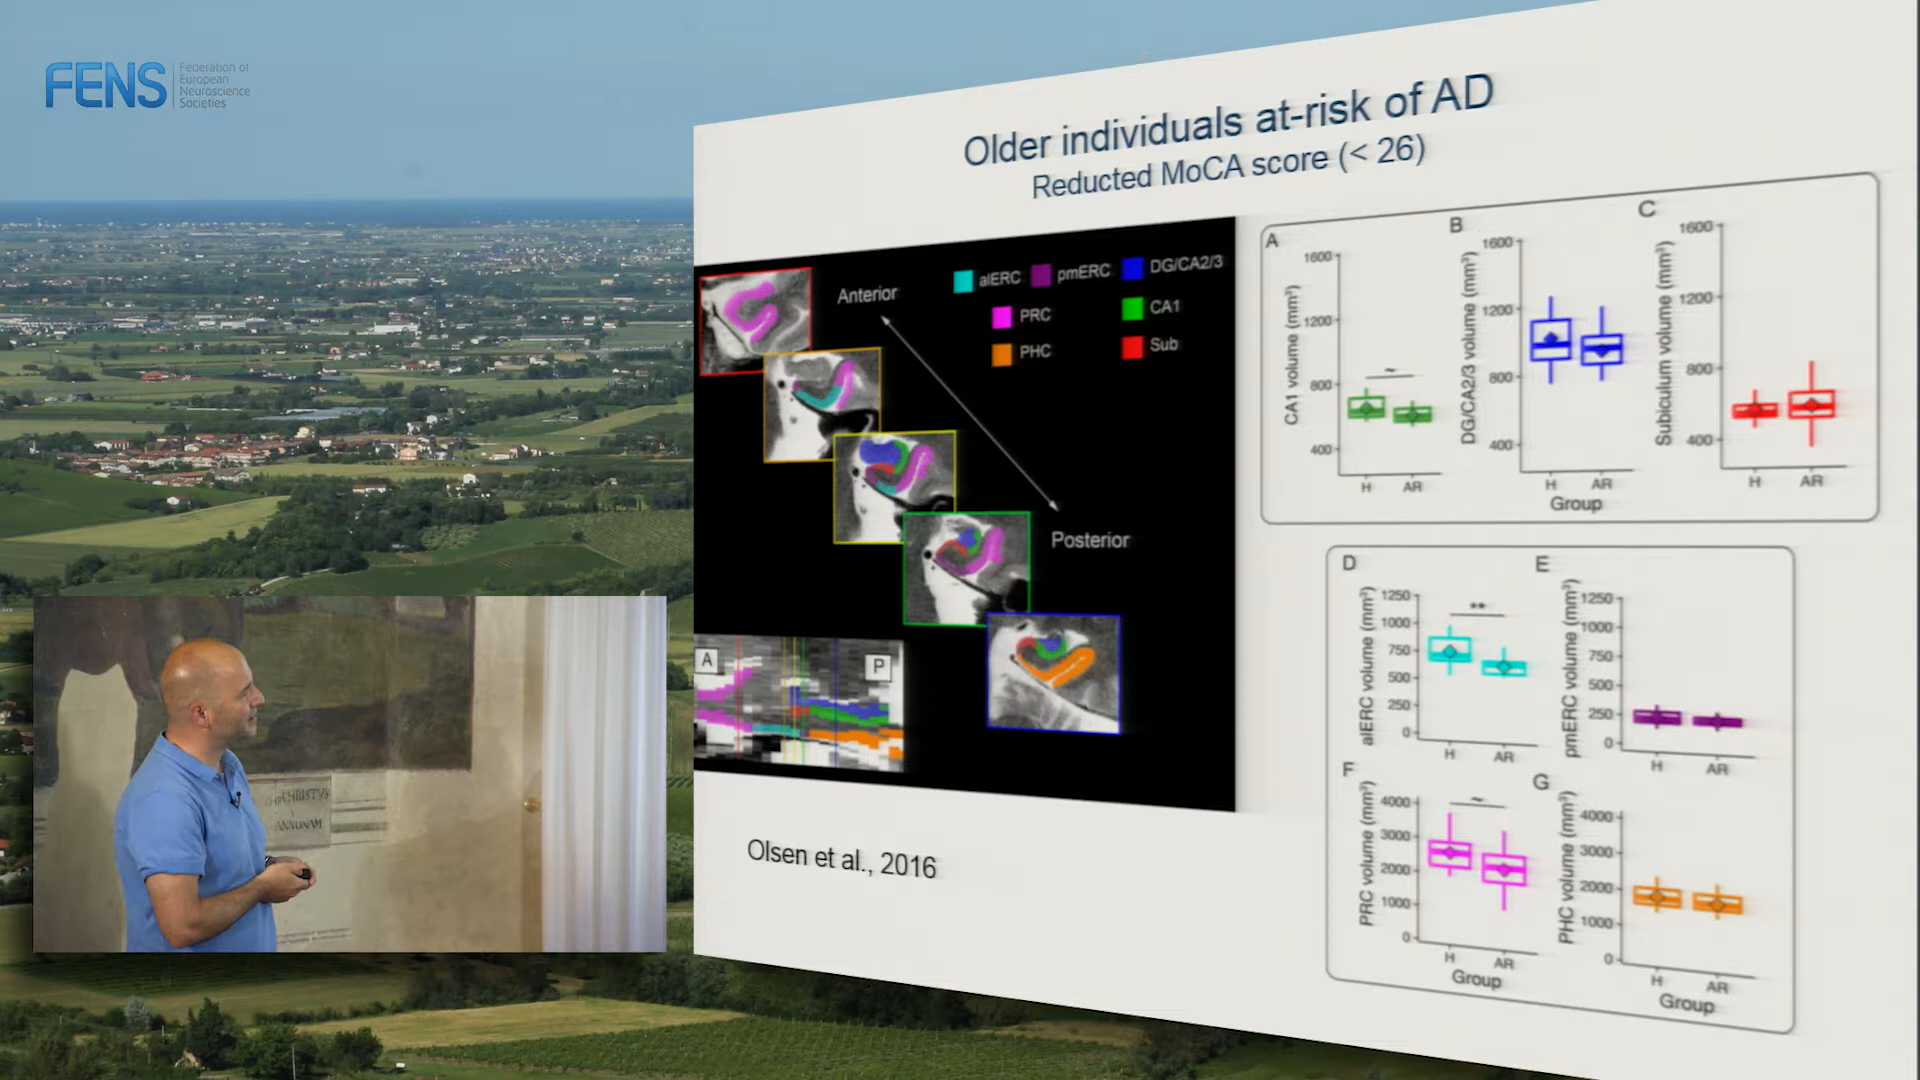 FENS
Federation of
European
Neuroscience
Societies
Older individuals at-risk of AD
Reducted MoCA score (< 26)
Anterior
alERC
pmERC
DG/CA2/3
PRC
CA1
PHC
Sub
Posterior
A
P
Olsen et al., 2016
A
CA1 volume (mm³)
1600
1200
800
400
~
H
AR
B
DG/CA2/3 volume (mm³)
1600
1200
800
400
H
AR
Group
C
Subiculum volume (mm³)
1600
1200
800
400
H
AR
D
alERC volume (mm³)
1250
1000
750
500
250
0
**
H
AR
E
pmERC volume (mm³)
1250
1000
750
500
250
0
H
AR
F
PRC volume (mm³)
4000
3000
2000
1000
0
~
H
AR
Group
G
PHC volume (mm³)
4000
3000
2000
1000
0
H
AR
Group
CHRISTVS
ANNONAM